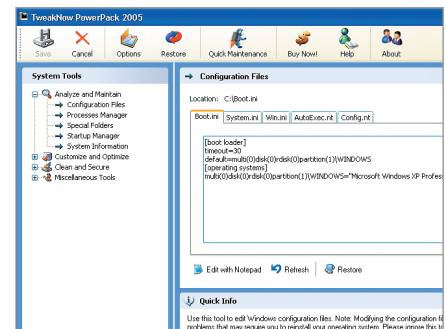 TweakNow PowerPack 2005
Save Cancel Options Restore Quick Maintenance Buy Now! Help About
System Tools
Analyze and Maintain
Configuration Files
Processes Manager
Special Folders
Startup Manager
System Information
Customize and Optimize
Clean and Secure
Miscellaneous Tools
Configuration Files
Location: C:\Boot.ini
Boot.ini System.ini Win.ini AutoExec.nt Config.nt
[boot loader]
timeout=30
default=multi(0)disk(0)rdisk(0)partition(1)\WINDOWS
[operating systems]
multi(0)disk(0)rdisk(0)partition(1)\WINDOWS="Microsoft Windows XP Profes
Edit with Notepad Refresh Restore
Quick Info
Use this tool to edit Windows configuration files. Note: Modifying the configuration fi
problems that may require you to reinstall your operating system. Please ignore this